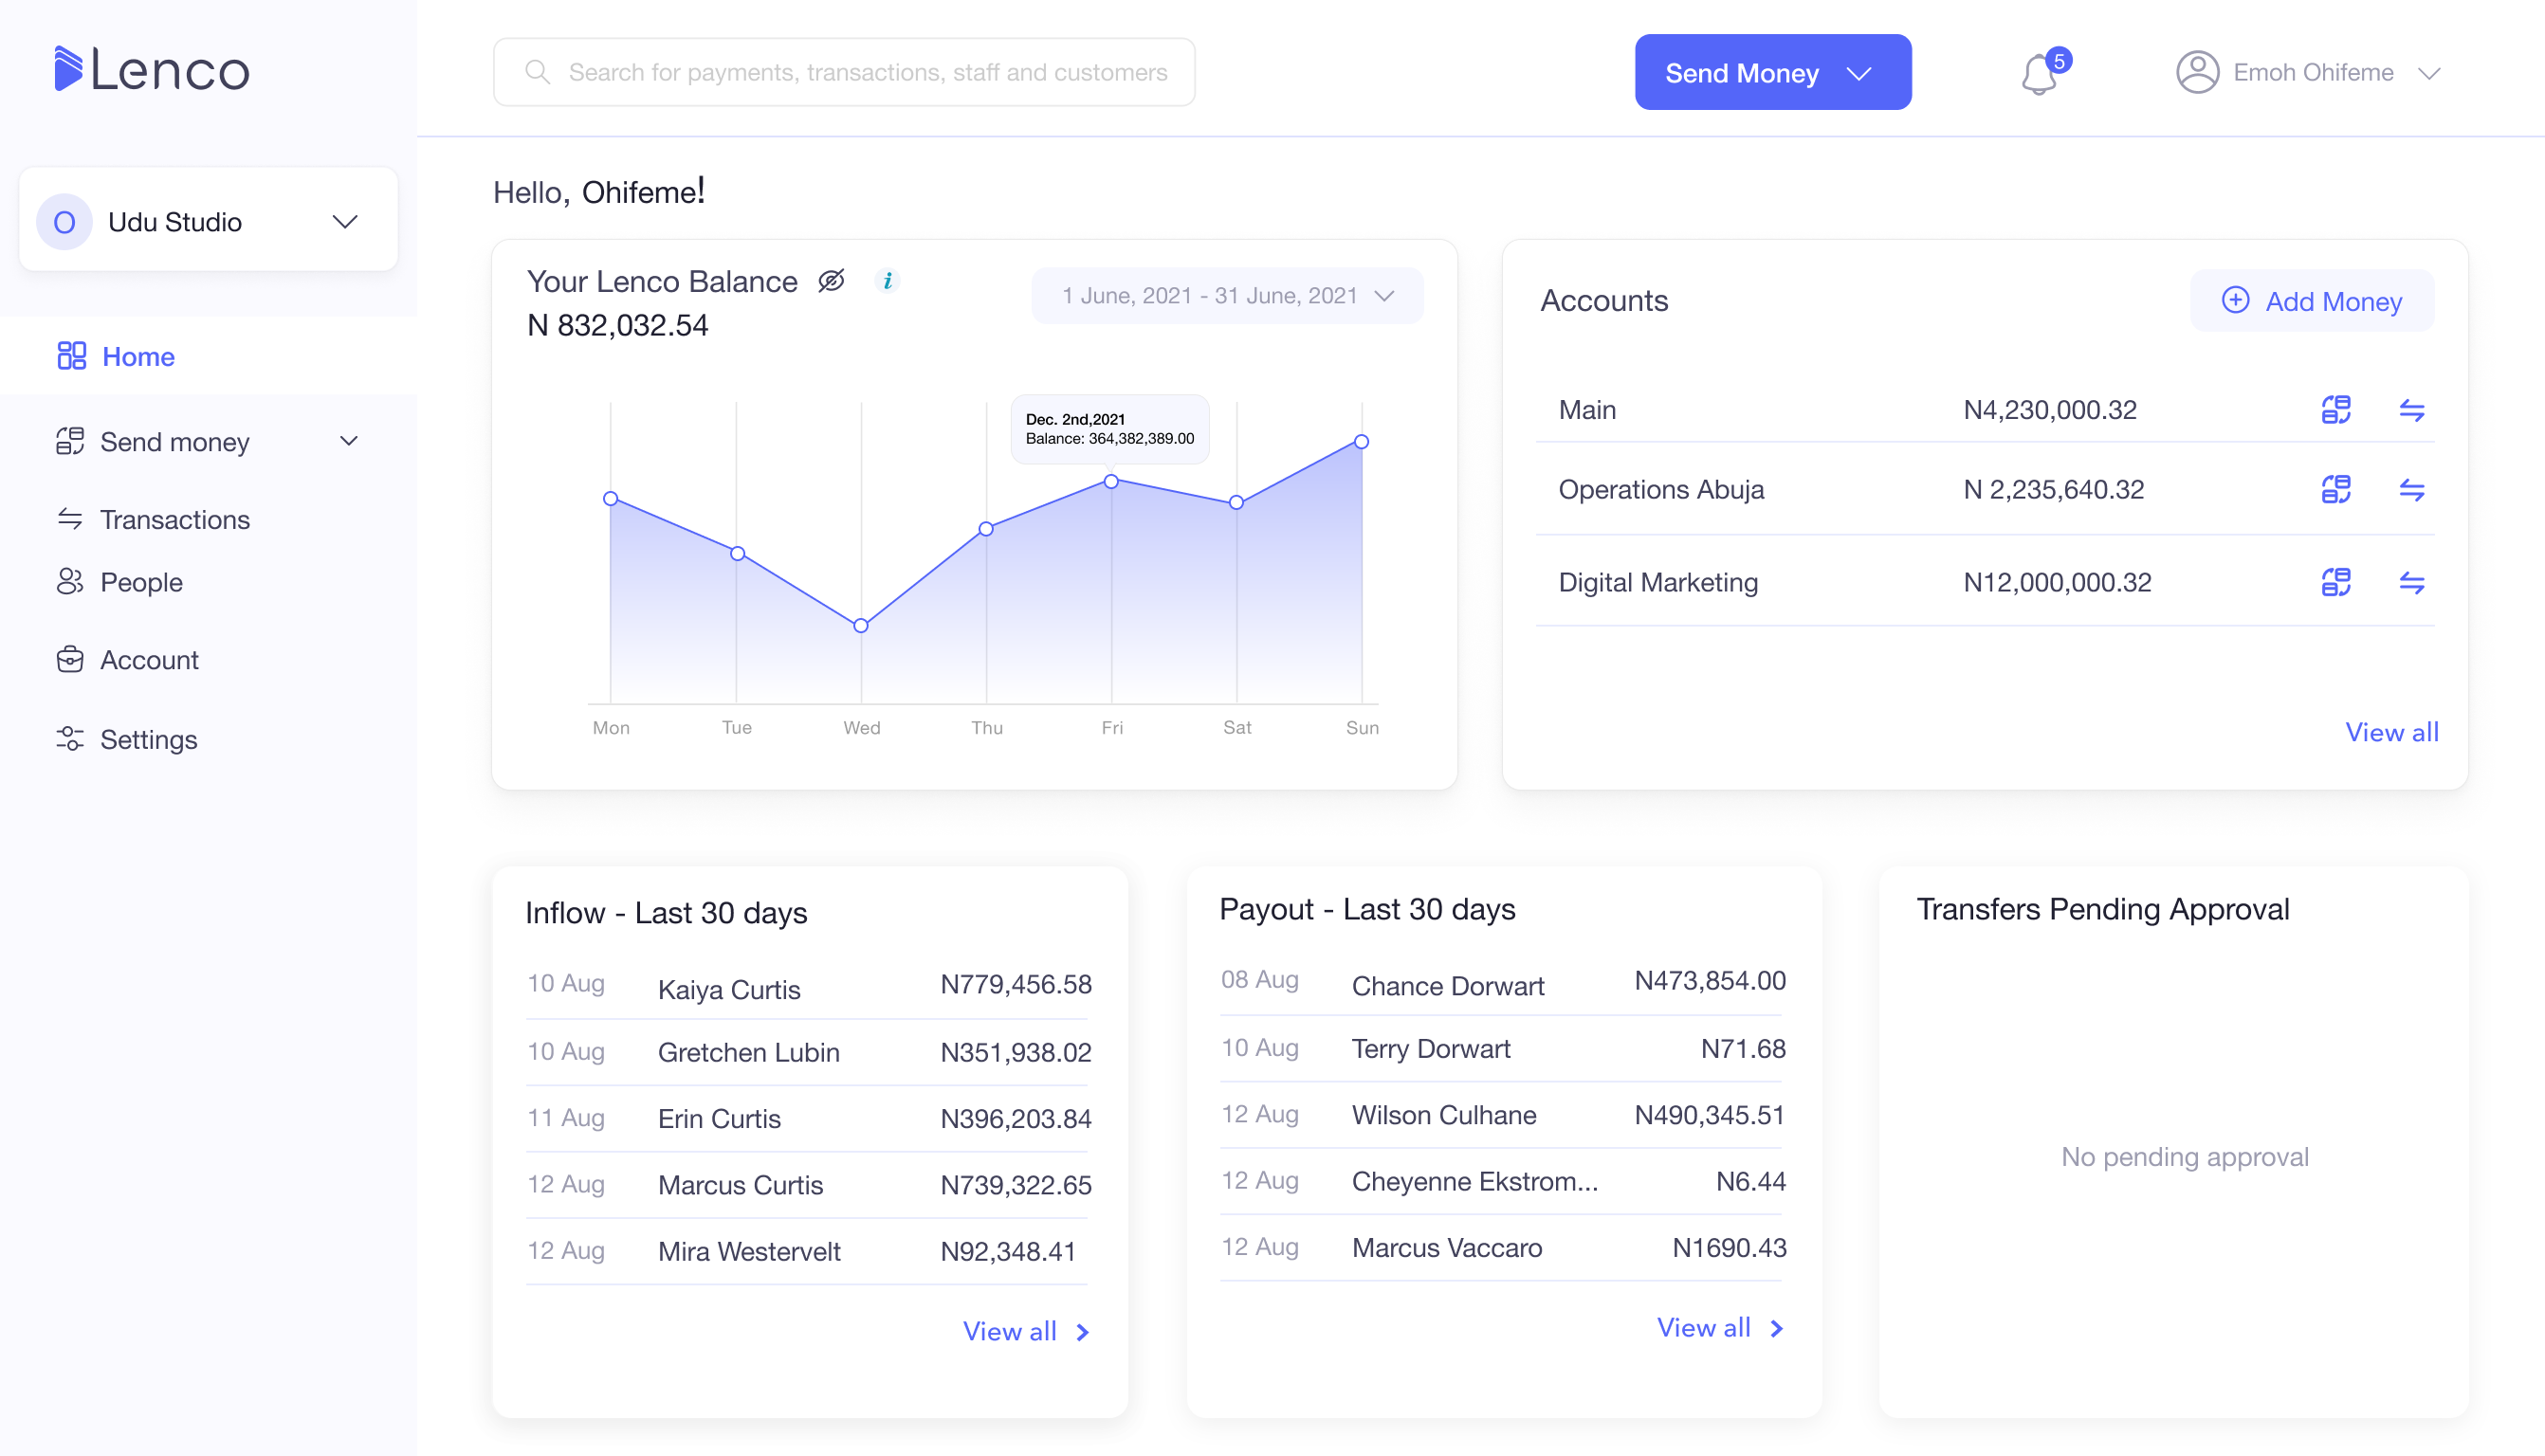 Lenco
Search for payments, transactions, staff and customers
Send Money
5
Emoh Ohifeme
O
Udu Studio
Home
Send money
Transactions
People
Account
Settings
Hello, Ohifeme!
Your Lenco Balance
i
N 832,032.54
1 June, 2021 - 31 June, 2021
Dec. 2nd,2021
Balance: 364,382,389.00
Mon Tue Wed Thu Fri Sat Sun
Accounts
Add Money
Main N4,230,000.32
Operations Abuja N 2,235,640.32
Digital Marketing N12,000,000.32
View all
Inflow - Last 30 days
10 Aug Kaiya Curtis N779,456.58
10 Aug Gretchen Lubin N351,938.02
11 Aug Erin Curtis N396,203.84
12 Aug Marcus Curtis N739,322.65
12 Aug Mira Westervelt N92,348.41
View all
Payout - Last 30 days
08 Aug Chance Dorwart N473,854.00
10 Aug Terry Dorwart N71.68
12 Aug Wilson Culhane N490,345.51
12 Aug Cheyenne Ekstrom... N6.44
12 Aug Marcus Vaccaro N1690.43
View all
Transfers Pending Approval
No pending approval